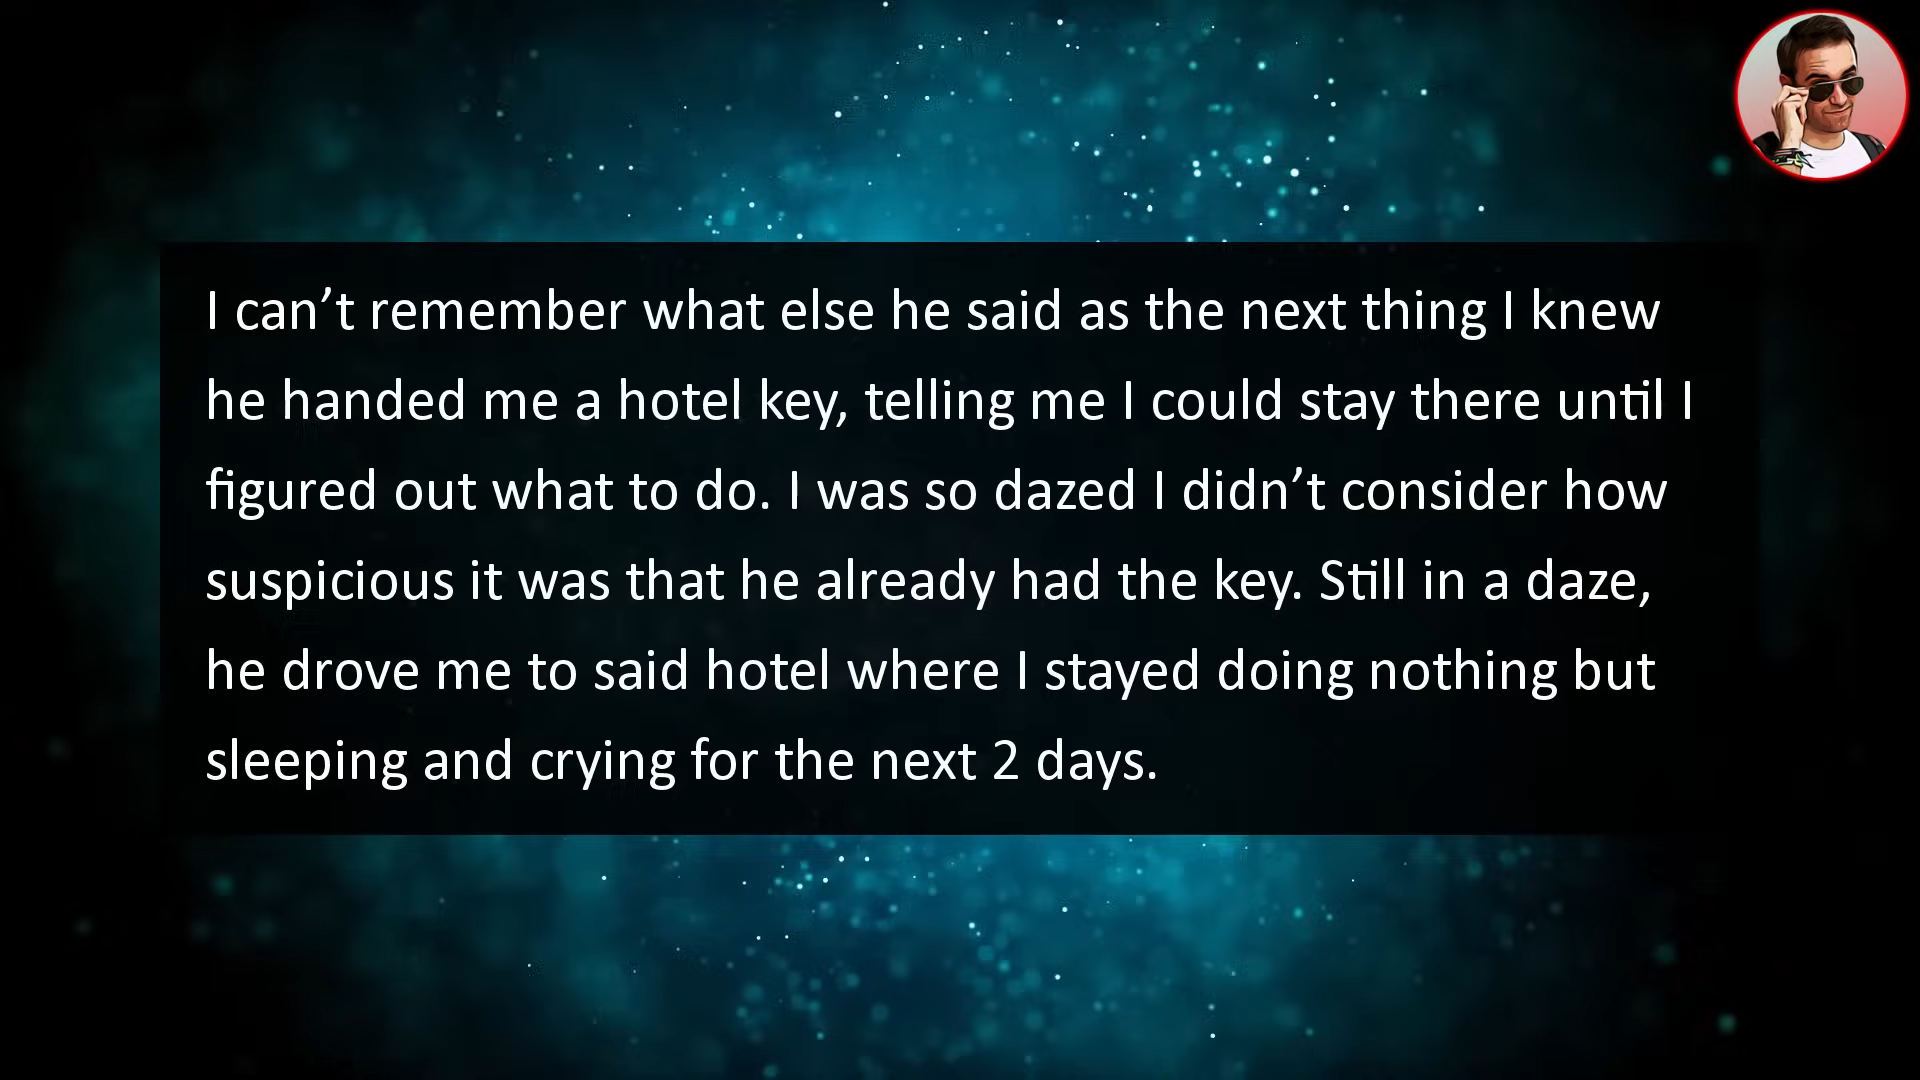 I can’t remember what else he said as the next thing I knew
he handed me a hotel key, telling me I could stay there until I
figured out what to do. I was so dazed I didn’t consider how
suspicious it was that he already had the key. Still in a daze,
he drove me to said hotel where I stayed doing nothing but
sleeping and crying for the next 2 days.